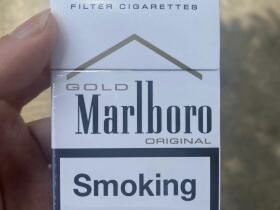 FILTER CIGARETTES
GOLD
Marlboro
ORIGINAL
Smoking